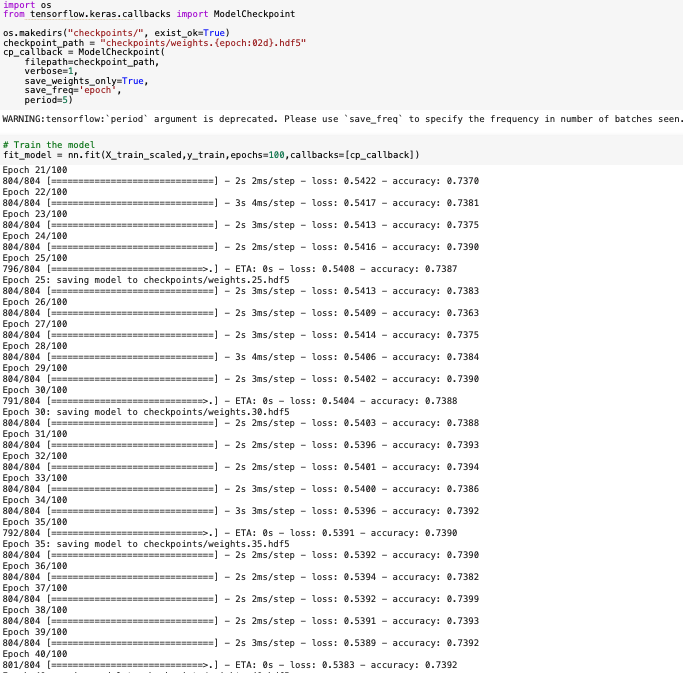 import os
from tensorflow.keras.callbacks import ModelCheckpoint
os.makedirs("checkpoints/", exist_ok=True)
checkpoint_path = "checkpoints/weights.{epoch:02d}.hdf5"
cp_callback = ModelCheckpoint(
    filepath=checkpoint_path,
    verbose=1,
    save_weights_only=True,
    save_freq='epoch',
    period=5)
WARNING:tensorflow:`period` argument is deprecated. Please use `save_freq` to specify the frequency in number of batches seen.
# Train the model
fit_model = nn.fit(X_train_scaled,y_train,epochs=100,callbacks=[cp_callback])
Epoch 21/100
804/804 [==============================] - 2s 2ms/step - loss: 0.5422 - accuracy: 0.7370
Epoch 22/100
804/804 [==============================] - 3s 4ms/step - loss: 0.5417 - accuracy: 0.7381
Epoch 23/100
804/804 [==============================] - 2s 3ms/step - loss: 0.5413 - accuracy: 0.7375
Epoch 24/100
804/804 [==============================] - 2s 2ms/step - loss: 0.5416 - accuracy: 0.7390
Epoch 25/100
796/804 [============================>.] - ETA: 0s - loss: 0.5408 - accuracy: 0.7387
Epoch 25: saving model to checkpoints/weights.25.hdf5
804/804 [==============================] - 2s 3ms/step - loss: 0.5413 - accuracy: 0.7383
Epoch 26/100
804/804 [==============================] - 2s 3ms/step - loss: 0.5409 - accuracy: 0.7363
Epoch 27/100
804/804 [==============================] - 2s 3ms/step - loss: 0.5414 - accuracy: 0.7375
Epoch 28/100
804/804 [==============================] - 3s 4ms/step - loss: 0.5406 - accuracy: 0.7384
Epoch 29/100
804/804 [==============================] - 2s 3ms/step - loss: 0.5402 - accuracy: 0.7390
Epoch 30/100
791/804 [============================>.] - ETA: 0s - loss: 0.5404 - accuracy: 0.7388
Epoch 30: saving model to checkpoints/weights.30.hdf5
804/804 [==============================] - 2s 2ms/step - loss: 0.5403 - accuracy: 0.7388
Epoch 31/100
804/804 [==============================] - 2s 2ms/step - loss: 0.5396 - accuracy: 0.7393
Epoch 32/100
804/804 [==============================] - 2s 2ms/step - loss: 0.5401 - accuracy: 0.7394
Epoch 33/100
804/804 [==============================] - 2s 3ms/step - loss: 0.5400 - accuracy: 0.7386
Epoch 34/100
804/804 [==============================] - 3s 3ms/step - loss: 0.5396 - accuracy: 0.7392
Epoch 35/100
792/804 [============================>.] - ETA: 0s - loss: 0.5391 - accuracy: 0.7390
Epoch 35: saving model to checkpoints/weights.35.hdf5
804/804 [==============================] - 2s 2ms/step - loss: 0.5392 - accuracy: 0.7390
Epoch 36/100
804/804 [==============================] - 2s 2ms/step - loss: 0.5394 - accuracy: 0.7382
Epoch 37/100
804/804 [==============================] - 2s 2ms/step - loss: 0.5392 - accuracy: 0.7399
Epoch 38/100
804/804 [==============================] - 2s 2ms/step - loss: 0.5391 - accuracy: 0.7393
Epoch 39/100
804/804 [==============================] - 2s 3ms/step - loss: 0.5389 - accuracy: 0.7392
Epoch 40/100
801/804 [============================>.] - ETA: 0s - loss: 0.5383 - accuracy: 0.7392